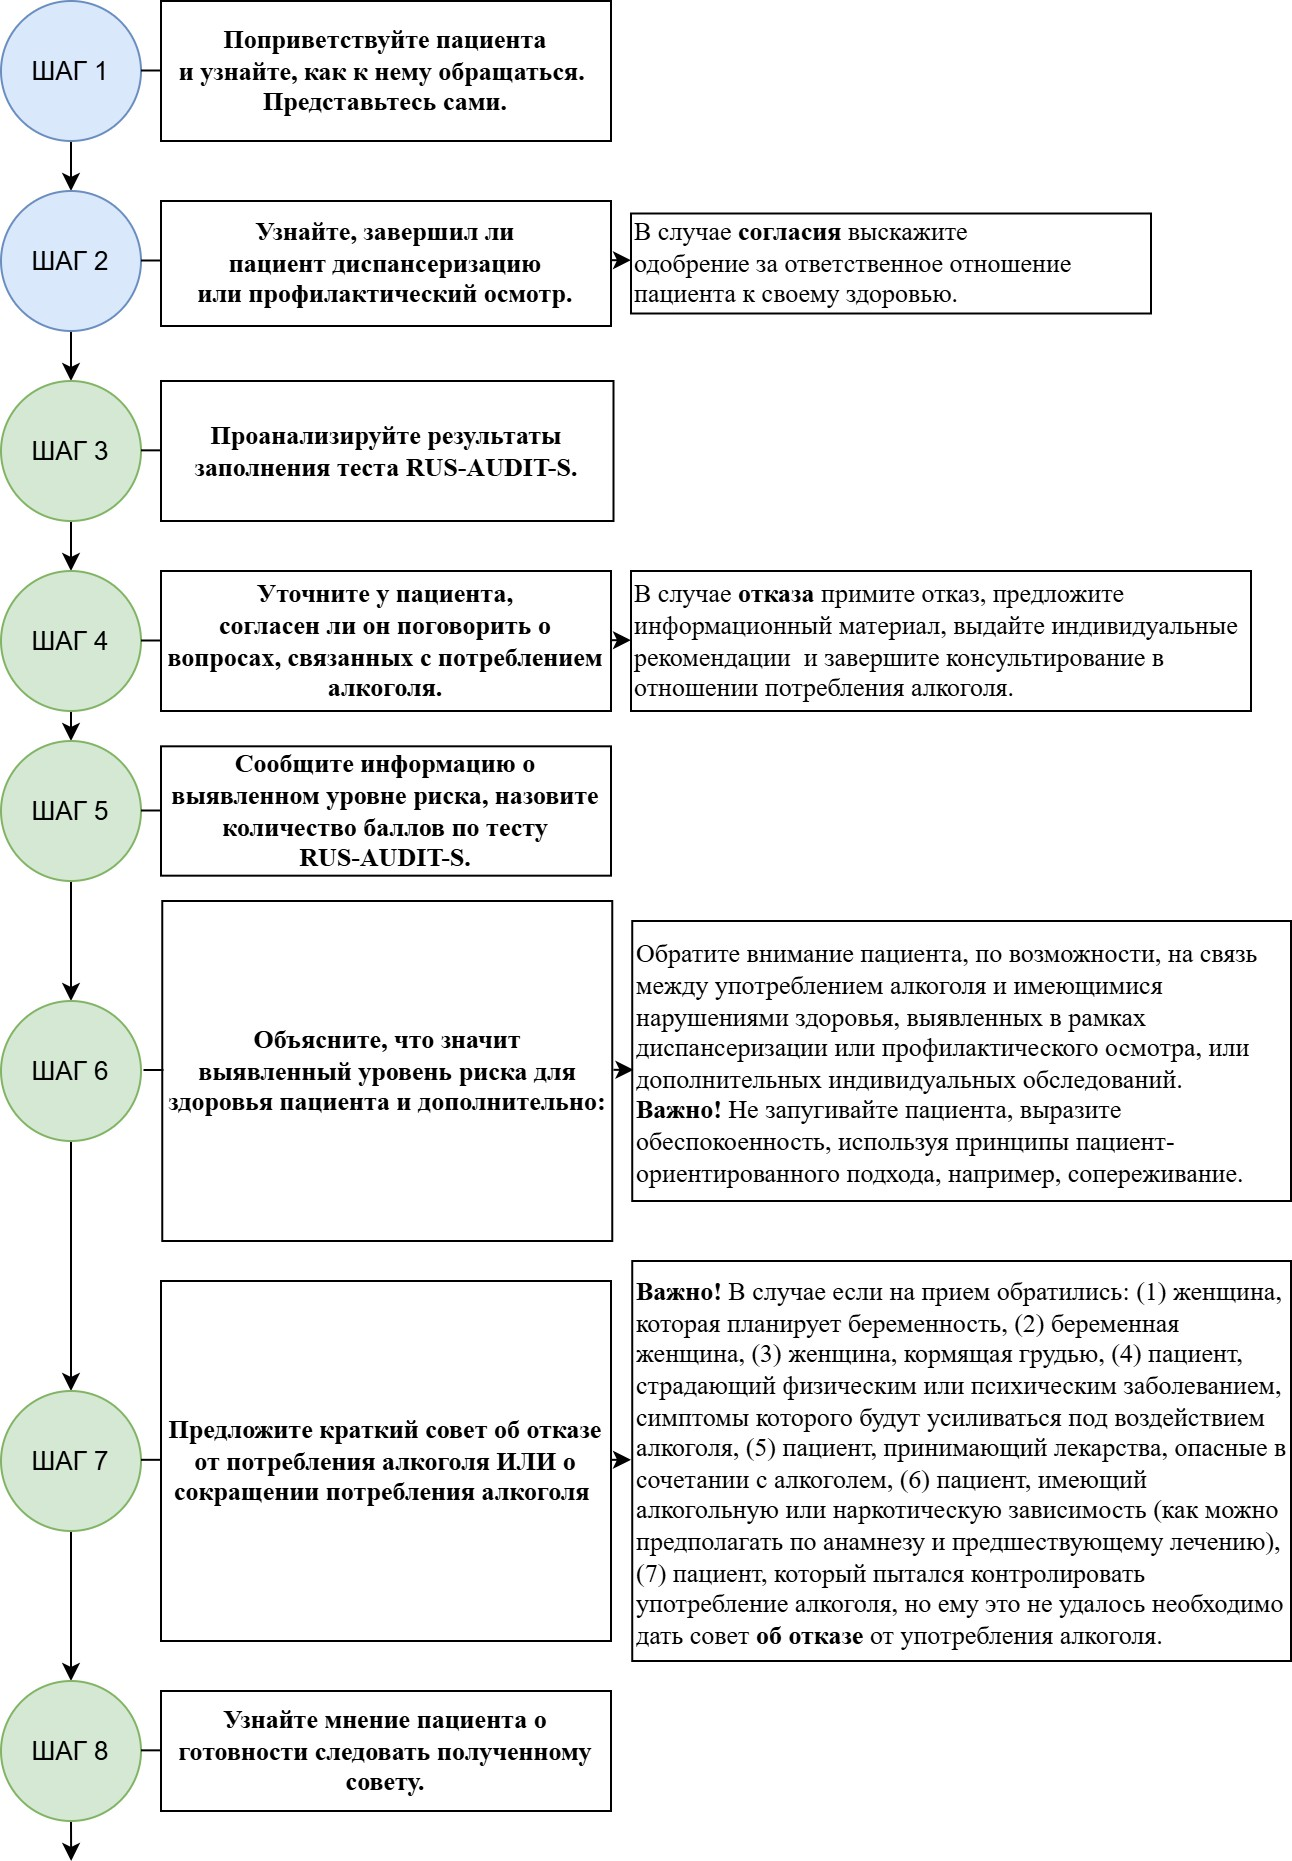 ШАГ 1
Поприветствуйте пациента
и узнайте, как к нему обращаться.
Представьтесь сами.
ШАГ 2
Узнайте, завершил ли
пациент диспансеризацию
или профилактический осмотр.
В случае согласия выскажите
одобрение за ответственное отношение
пациента к своему здоровью.
ШАГ 3
Проанализируйте результаты
заполнения теста RUS-AUDIT-S.
ШАГ 4
Уточните у пациента,
согласен ли он поговорить о
вопросах, связанных с потреблением
алкоголя.
В случае отказа примите отказ, предложите
информационный материал, выдайте индивидуальные
рекомендации  и завершите консультирование в
отношении потребления алкоголя.
ШАГ 5
Сообщите информацию о
выявленном уровне риска, назовите
количество баллов по тесту
RUS-AUDIT-S.
ШАГ 6
Объясните, что значит
выявленный уровень риска для
здоровья пациента и дополнительно:
Обратите внимание пациента, по возможности, на связь
между употреблением алкоголя и имеющимися
нарушениями здоровья, выявленных в рамках
диспансеризации или профилактического осмотра, или
дополнительных индивидуальных обследований.
Важно! Не запугивайте пациента, выразите
обеспокоенность, используя принципы пациент-
ориентированного подхода, например, сопереживание.
ШАГ 7
Предложите краткий совет об отказе
от потребления алкоголя ИЛИ о
сокращении потребления алкоголя
Важно! В случае если на прием обратились: (1) женщина,
которая планирует беременность, (2) беременная
женщина, (3) женщина, кормящая грудью, (4) пациент,
страдающий физическим или психическим заболеванием,
симптомы которого будут усиливаться под воздействием
алкоголя, (5) пациент, принимающий лекарства, опасные в
сочетании с алкоголем, (6) пациент, имеющий
алкогольную или наркотическую зависимость (как можно
предполагать по анамнезу и предшествующему лечению),
(7) пациент, который пытался контролировать
употребление алкоголя, но ему это не удалось необходимо
дать совет об отказе от употребления алкоголя.
ШАГ 8
Узнайте мнение пациента о
готовности следовать полученному
совету.